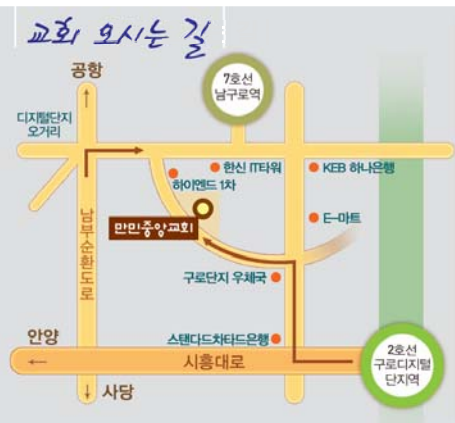 교회 오시는 길
공항
7호선
남구로역
디지털단지
오거리
한신 IT타워
KEB 하나은행
하이엔드 1차
남부순환도로
만민중앙교회
E-마트
구로단지 우체국
안양
스탠다드차타드은행
시흥대로
2호선
구로디지털
단지역
사당